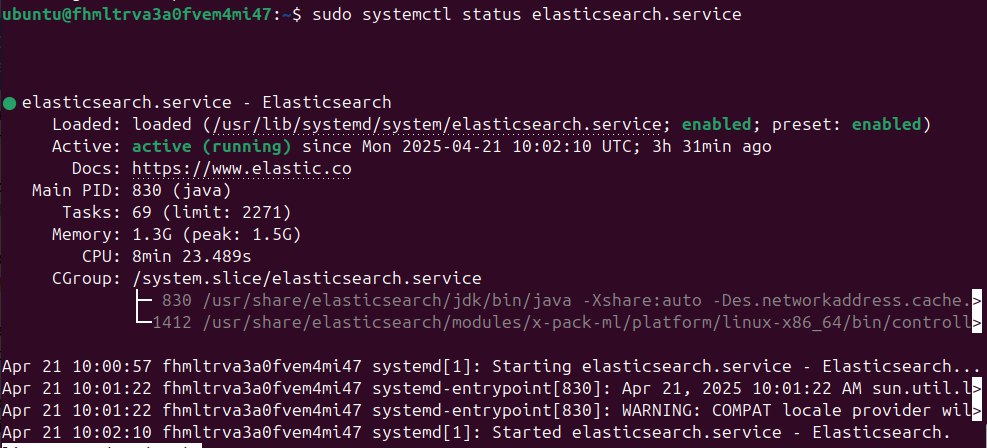 ubuntu@fhmltrva3a0fvem4mi47:~$ sudo systemctl status elasticsearch.service
● elasticsearch.service - Elasticsearch
Loaded: loaded (/usr/lib/systemd/system/elasticsearch.service; enabled; preset: enabled)
Active: active (running) since Mon 2025-04-21 10:02:10 UTC; 3h 31min ago
Docs: https://www.elastic.co
Main PID: 830 (java)
Tasks: 69 (limit: 2271)
Memory: 1.3G (peak: 1.5G)
CPU: 8min 23.489s
CGroup: /system.slice/elasticsearch.service
├─ 830 /usr/share/elasticsearch/jdk/bin/java -Xshare:auto -Des.networkaddress.cache.>
└─1412 /usr/share/elasticsearch/modules/x-pack-ml/platform/linux-x86_64/bin/controll>
Apr 21 10:00:57 fhmltrva3a0fvem4mi47 systemd[1]: Starting elasticsearch.service - Elasticsearch...
Apr 21 10:01:22 fhmltrva3a0fvem4mi47 systemd-entrypoint[830]: Apr 21, 2025 10:01:22 AM sun.util.l>
Apr 21 10:01:22 fhmltrva3a0fvem4mi47 systemd-entrypoint[830]: WARNING: COMPAT locale provider wil>
Apr 21 10:02:10 fhmltrva3a0fvem4mi47 systemd[1]: Started elasticsearch.service - Elasticsearch.